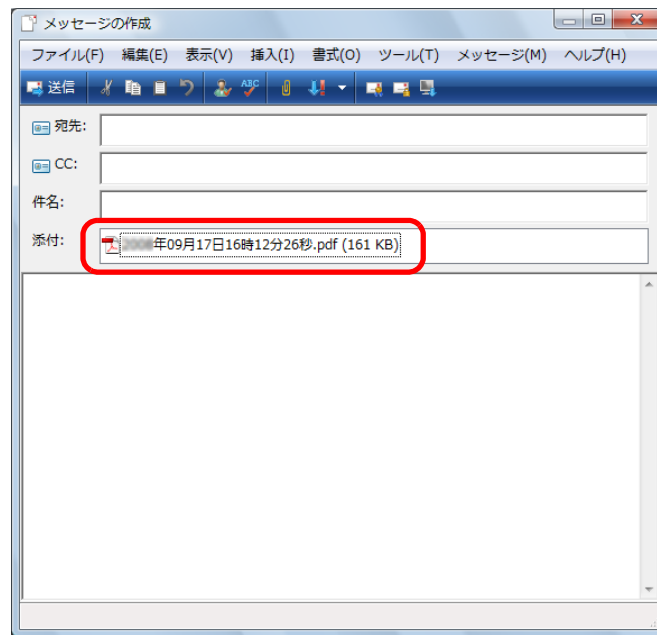 メッセージの作成
ファイル(F) 編集(E) 表示(V) 挿入(I) 書式(O) ツール(T) メッセージ(M) ヘルプ(H)
送信 ABC
宛先:
CC:
件名:
添付: 年09月17日16時12分26秒.pdf (161 KB)